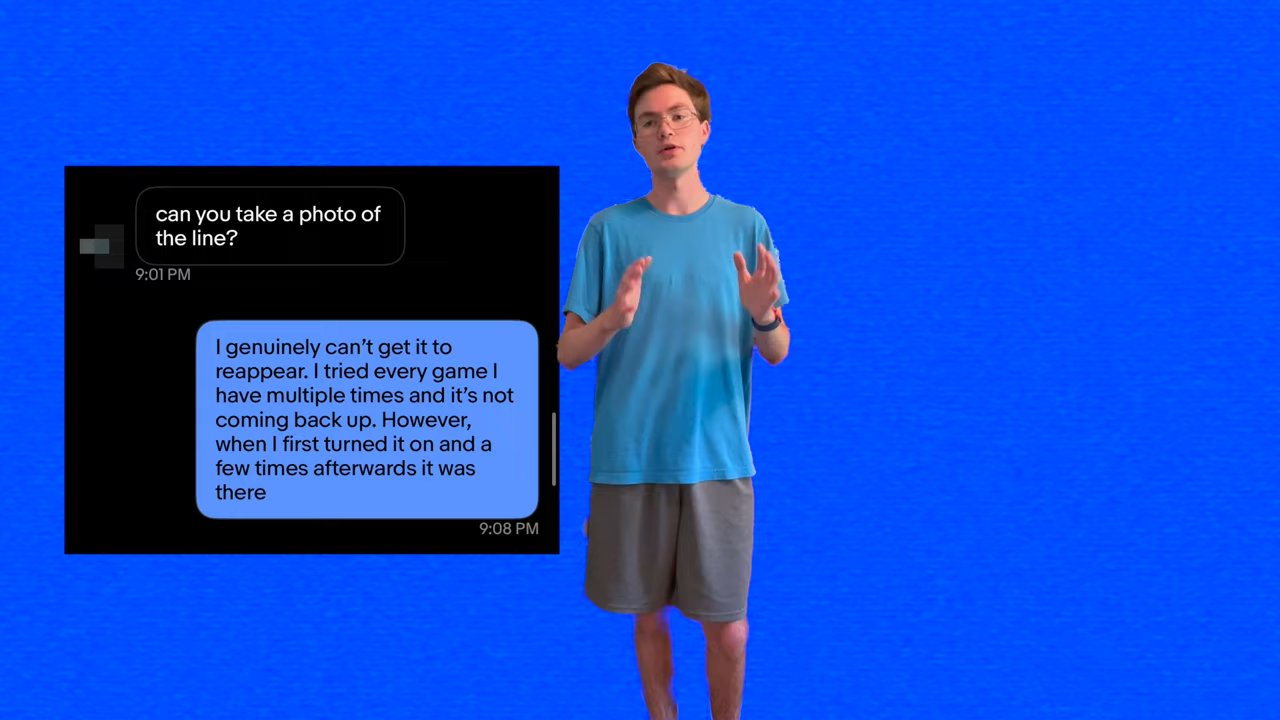 can you take a photo of
the line?
9:01 PM
I genuinely can’t get it to
reappear. I tried every game I
have multiple times and it’s not
coming back up. However,
when I first turned it on and a
few times afterwards it was
there
9:08 PM